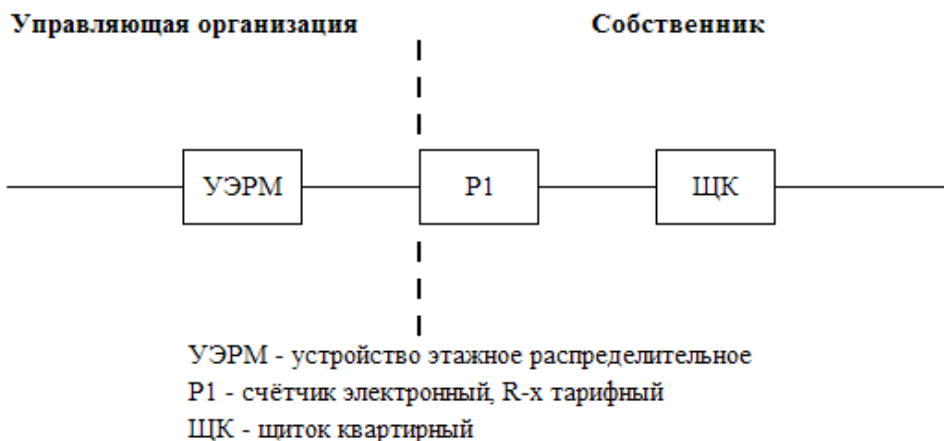 Управляющая организация
Собственник
УЭРМ
Р1
ЩК
УЭРМ - устройство этажное распределительное
Р1 - счётчик электронный, R-х тарифный
ЩК - щиток квартирный